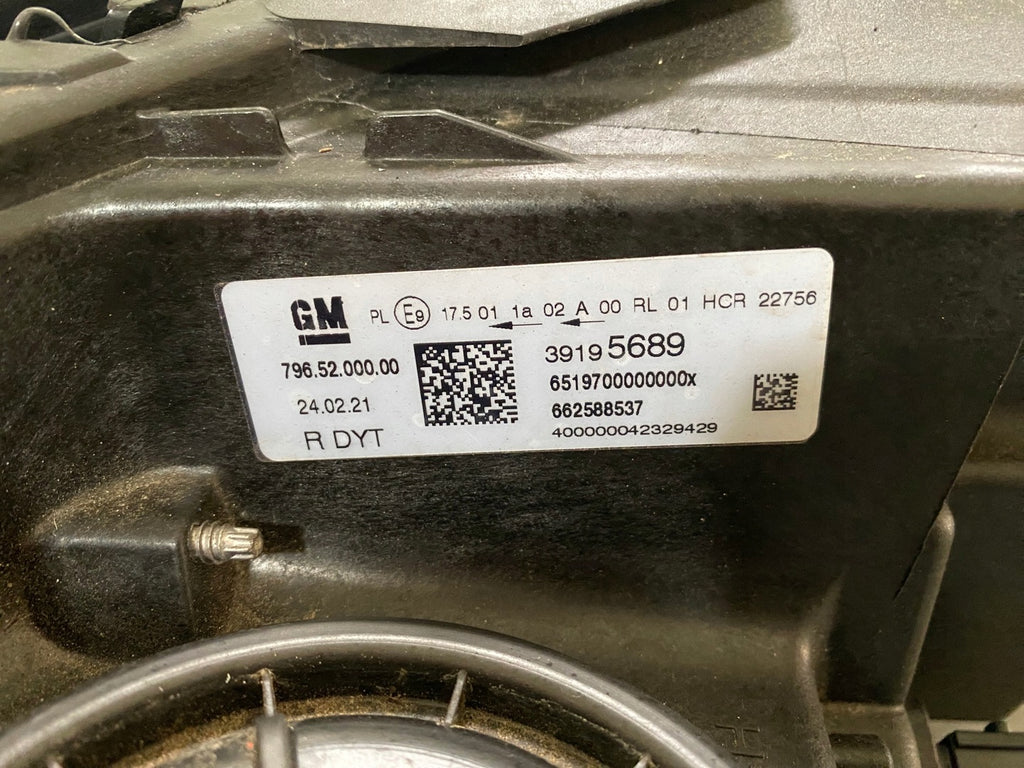 GM PL E9 17.5 01 1a 02 A 00 RL 01 HCR 22756
796.52.000.00
24.02.21
R DYT
39195689
6519700000000x
662588537
400000042329429